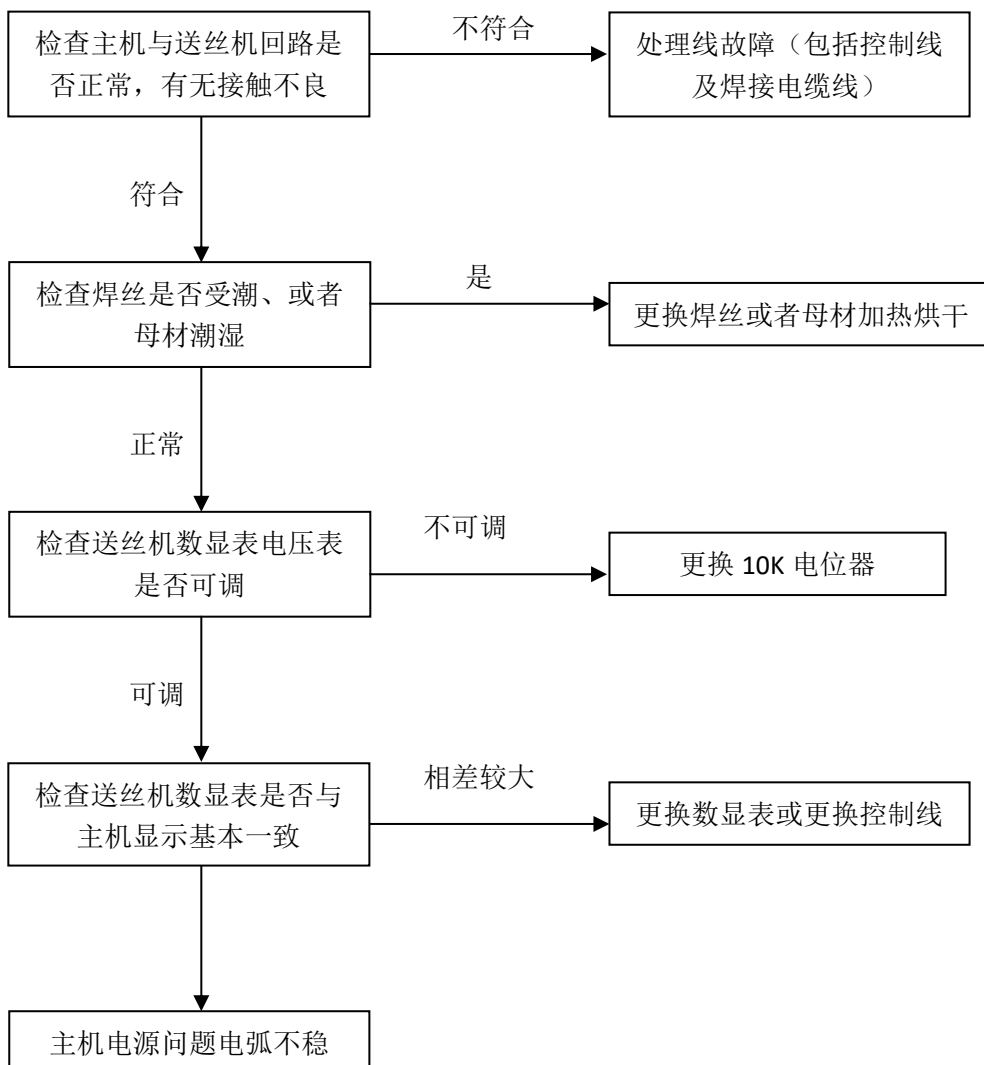 检查主机与送丝机回路是
否正常，有无接触不良
不符合
处理线故障（包括控制线
及焊接电缆线）
符合
检查焊丝是否受潮、或者
母材潮湿
是
更换焊丝或者母材加热烘干
正常
检查送丝机数显表电压表
是否可调
不可调
更换 10K 电位器
可调
检查送丝机数显表是否与
主机显示基本一致
相差较大
更换数显表或更换控制线
主机电源问题电弧不稳